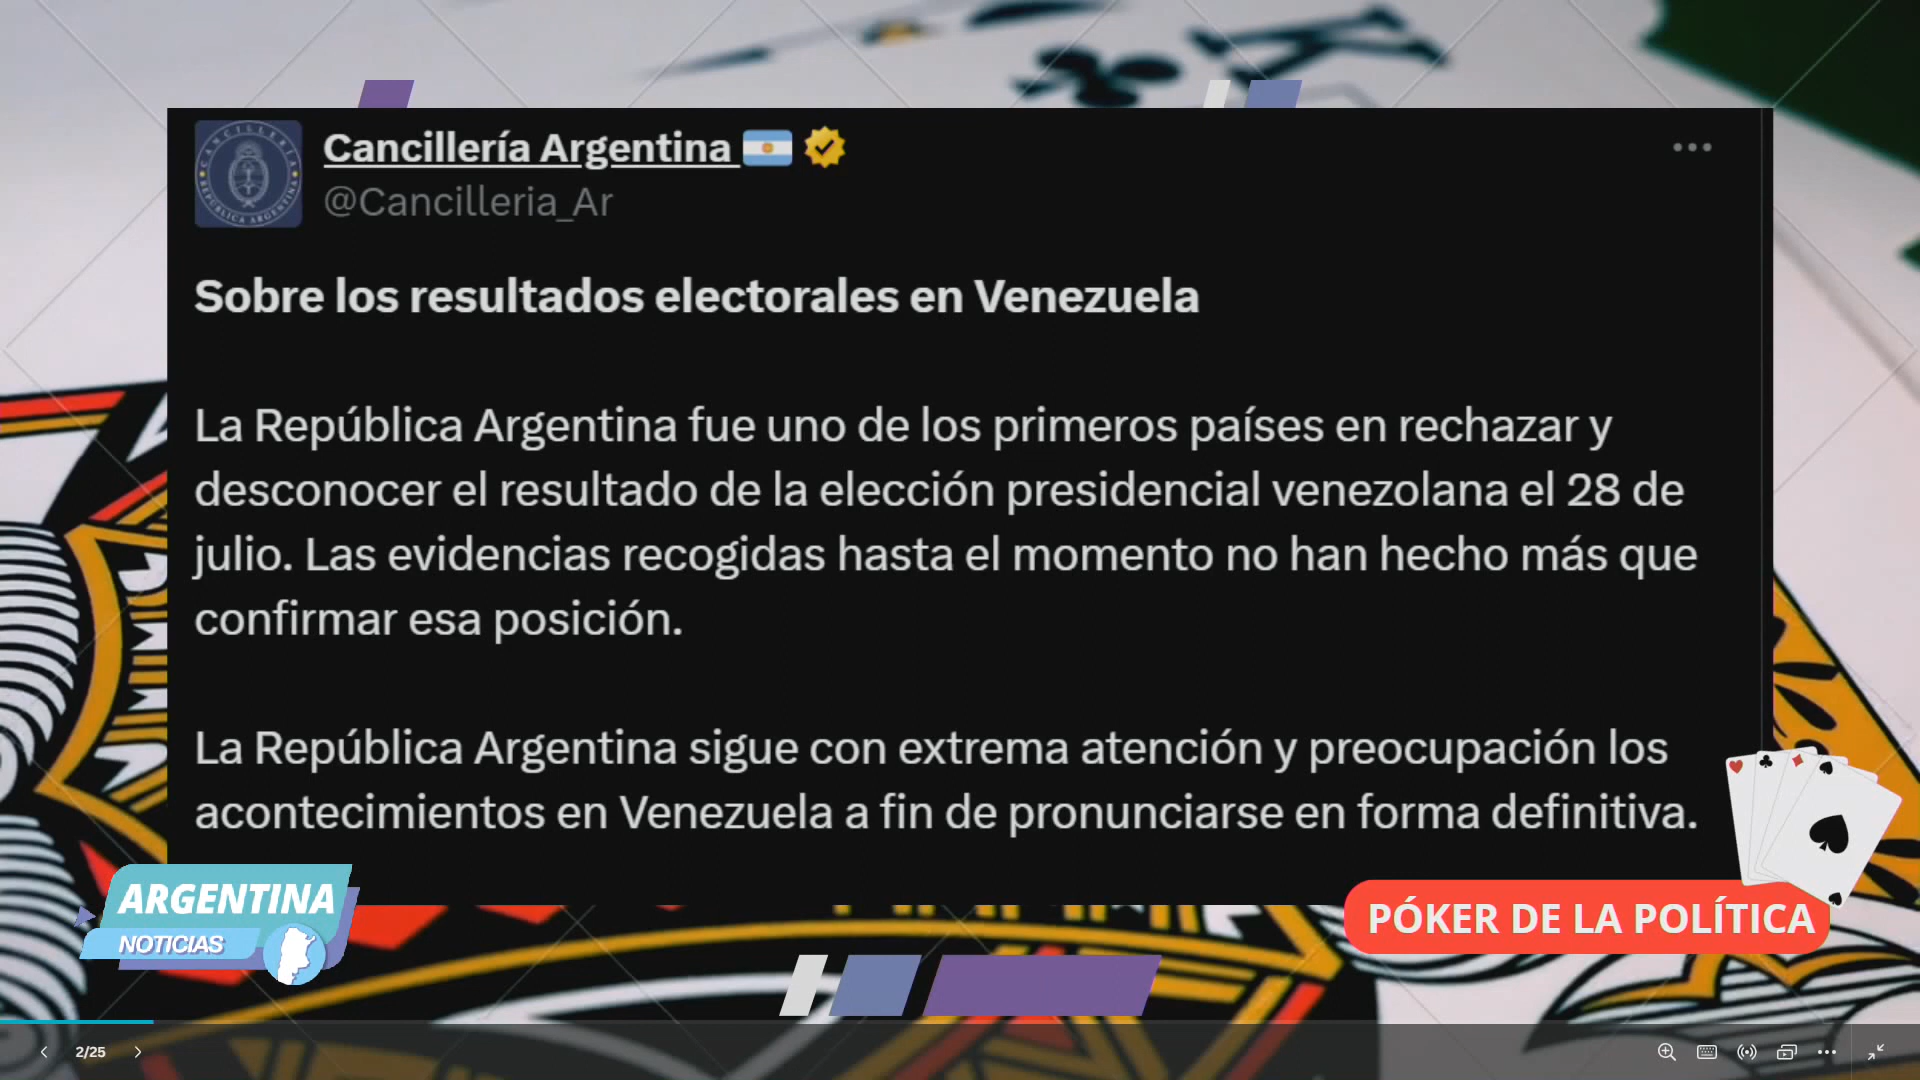 K
Cancillería Argentina
@Cancilleria_Ar
Sobre los resultados electorales en Venezuela
La República Argentina fue uno de los primeros países en rechazar y
desconocer el resultado de la elección presidencial venezolana el 28 de
julio. Las evidencias recogidas hasta el momento no han hecho más que
confirmar esa posición.
La República Argentina sigue con extrema atención y preocupación los
acontecimientos en Venezuela a fin de pronunciarse en forma definitiva.
ARGENTINA
NOTICIAS
PÓKER DE LA POLÍTICA
2/25
CANCILLERÍA
REPÚBLICA ARGENTINA